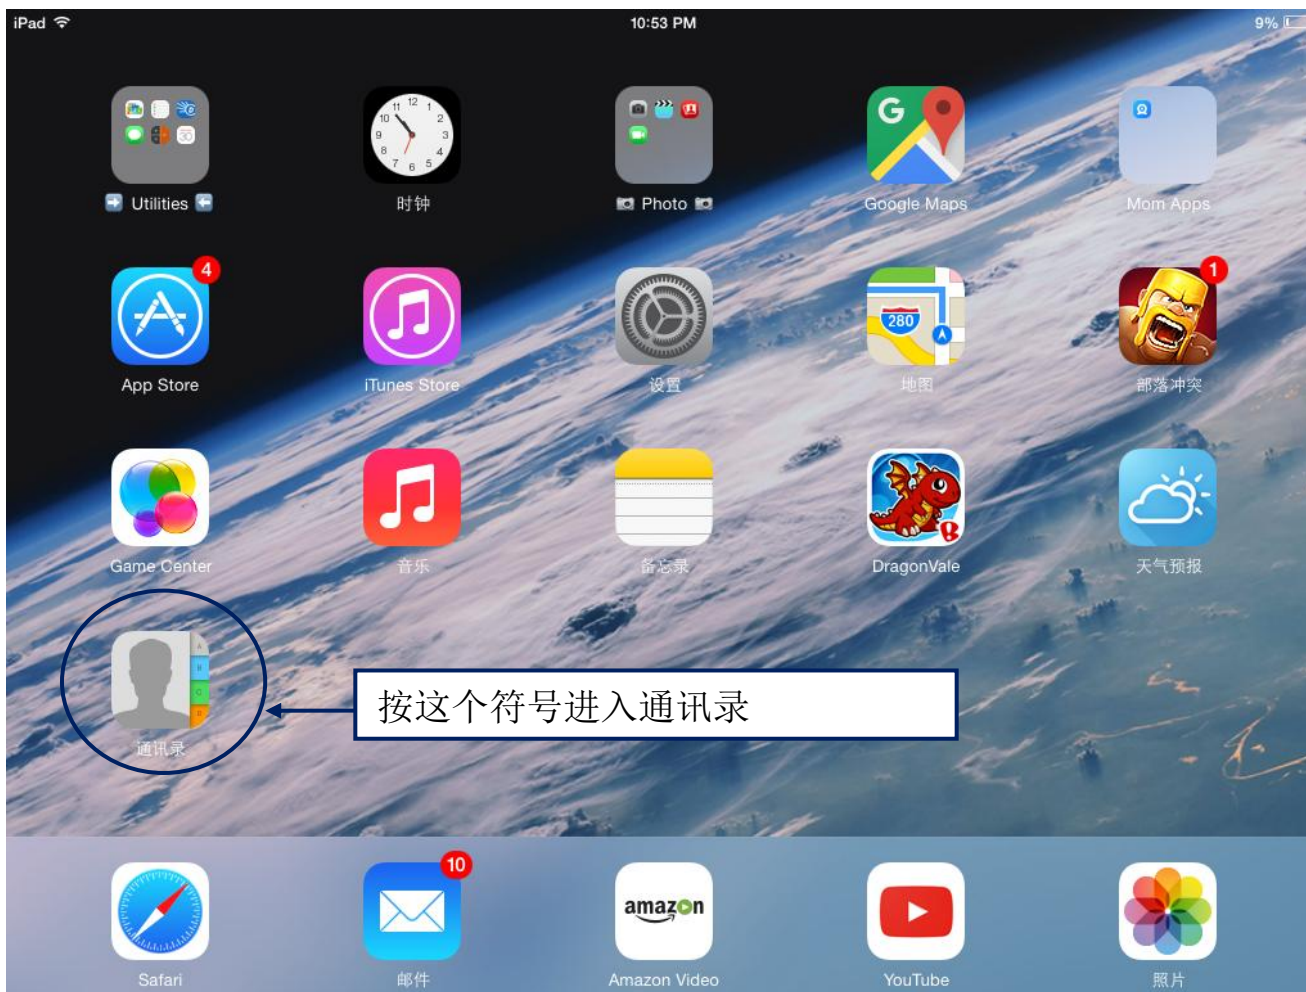 iPad 10:53 PM 9%
➡ Utilities ⬅ 时钟 📷 Photo 📷 Google Maps Mom Apps
4 280 1
App Store iTunes Store 设置 地图 部落冲突
Game Center 音乐 备忘录 DragonVale 天气预报
按这个符号进入通讯录
通讯录
10
amazon
Safari 邮件 Amazon Video YouTube 照片